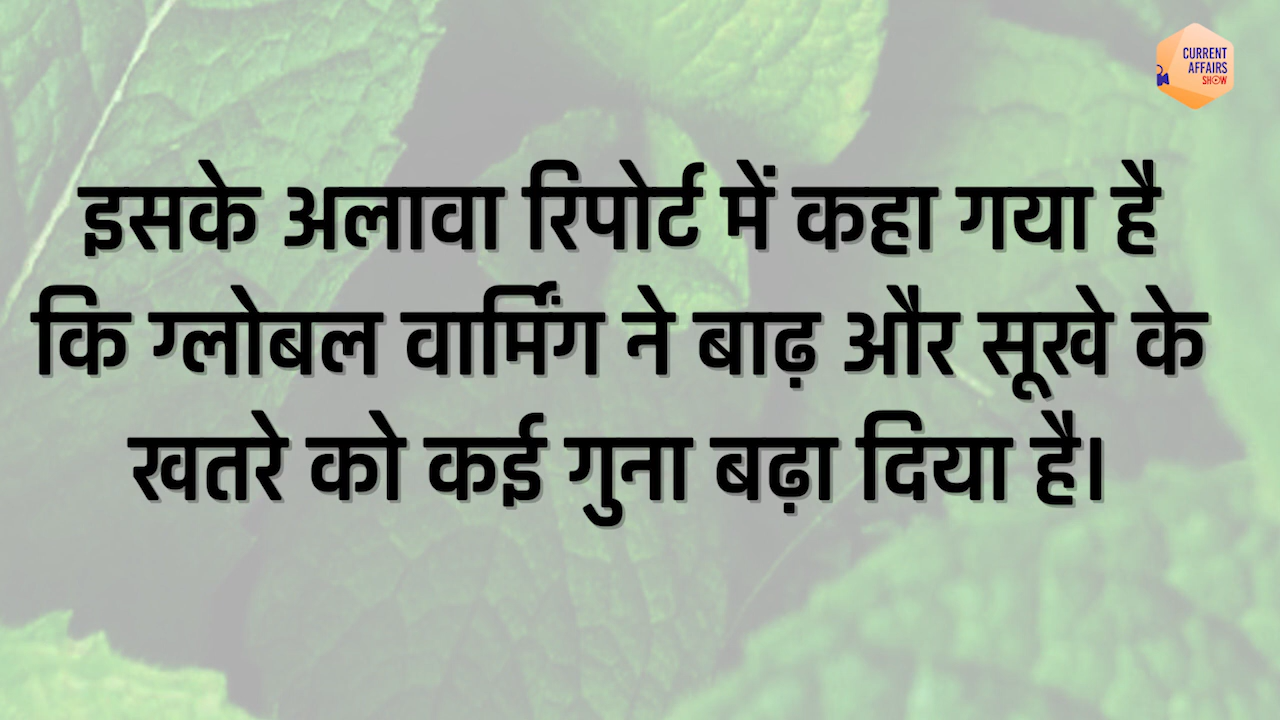 CURRENT
AFFAIRS
SHOW
इसके अलावा रिपोर्ट में कहा गया है
कि ग्लोबल वार्मिंग ने बाढ़ और सूखे के
खतरे को कई गुना बढ़ा दिया है।